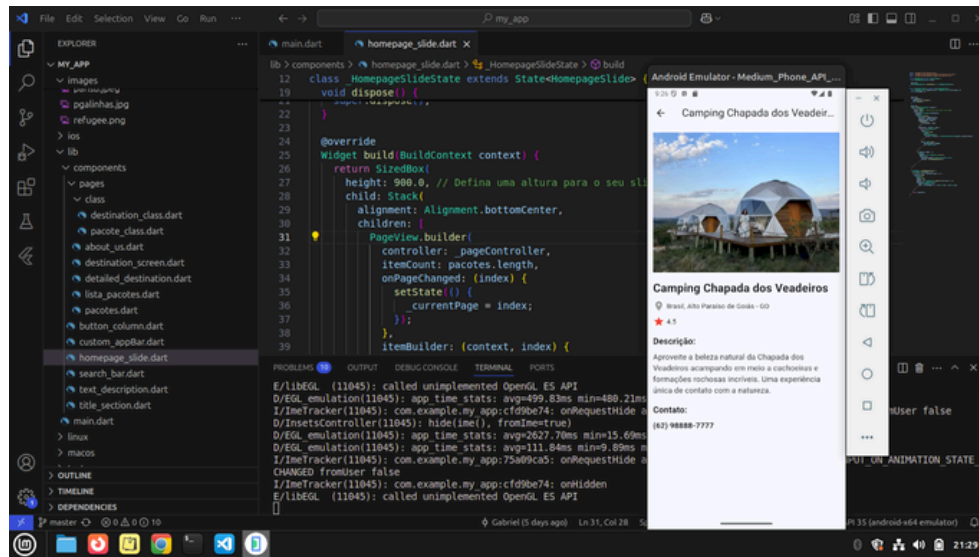 File Edit Selection View Go Run ...
my_app
EXPLORER
main.dart
homepage_slide.dart
MY_APP
lib > components > homepage_slide.dart > _HomepageSlideState > build
images
pgalinhas.jpg
refugee.png
ios
lib
components
pages
class
destination_class.dart
pacote_class.dart
about_us.dart
destination_screen.dart
detailed_destination.dart
lista_pacotes.dart
pacotes.dart
button_column.dart
custom_appBar.dart
homepage_slide.dart
search_bar.dart
text_description.dart
title_section.dart
main.dart
linux
macos
OUTLINE
TIMELINE
DEPENDENCIES
12 class _HomepageSlideState extends State<HomepageSlide> {
19 void dispose() {
21 super.dispose();
22 }
23
24 @override
25 Widget build(BuildContext context) {
26 return SizedBox(
27 height: 900.0, // Defina uma altura para o seu sli
28 child: Stack(
29 alignment: Alignment.bottomCenter,
30 children: [
31 PageView.builder(
32 controller: _pageController,
33 itemCount: pacotes.length,
34 onPageChanged: (index) {
35 setState(() {
36 _currentPage = index;
37 });
38 },
39 itemBuilder: (context, index) {
PROBLEMS 10 OUTPUT DEBUG CONSOLE TERMINAL PORTS
E/libEGL (11045): called unimplemented OpenGL ES API
D/EGL_emulation(11045): app_time_stats: avg=499.83ms min=480.21ms
I/ImeTracker(11045): com.example.my_app:cfd9be74: onRequestHide a
mUser false
D/InsetsController(11045): hide(ime(), fromIme=true)
D/EGL_emulation(11045): app_time_stats: avg=2627.70ms min=15.69ms
D/EGL_emulation(11045): app_time_stats: avg=111.84ms min=9.89ms m
I/ImeTracker(11045): com.example.my_app:75a09ca5: onRequestHide a
PUT_ON_ANIMATION_STATE_
CHANGED fromUser false
I/ImeTracker(11045): com.example.my_app:cfd9be74: onHidden
E/libEGL (11045): called unimplemented OpenGL ES API
Android Emulator - Medium_Phone_API_...
9:26
Camping Chapada dos Veadeir...
Camping Chapada dos Veadeiros
Brasil, Alto Paraíso de Goiás - GO
4.5
Descrição:
Aproveite a beleza natural da Chapada dos
Veadeiros acampando em meio a cachoeiras e
formações rochosas incríveis. Uma experiência
única de contato com a natureza.
Contato:
(62) 98888-7777
master 0 0 10
Gabriel (5 days ago) Ln 31, Col 28
PI 35 (android-x64 emulator)
21:29